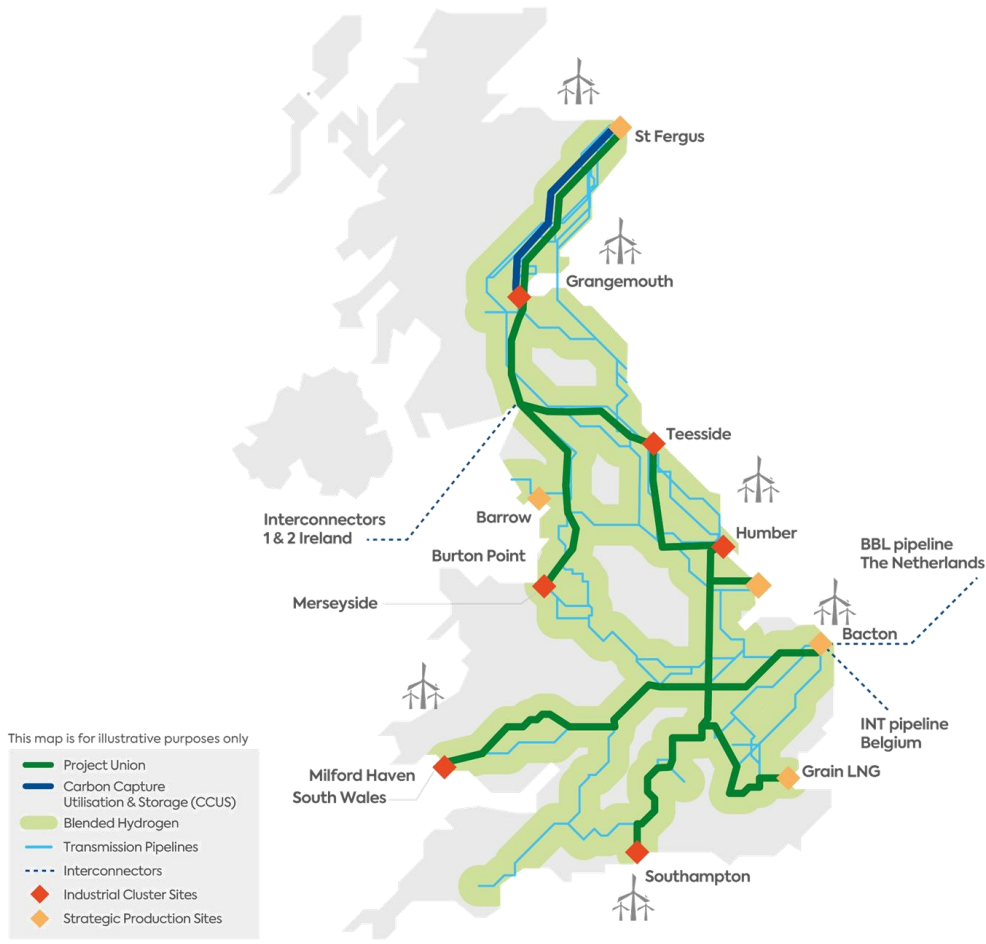 St Fergus
Grangemouth
Teesside
Barrow
Interconnectors
1 & 2 Ireland
Humber
BBL pipeline
The Netherlands
Burton Point
Merseyside
Bacton
INT pipeline
Belgium
Milford Haven
South Wales
Grain LNG
Southampton
This map is for illustrative purposes only
Project Union
Carbon Capture
Utilisation & Storage (CCUS)
Blended Hydrogen
Transmission Pipelines
Interconnectors
Industrial Cluster Sites
Strategic Production Sites